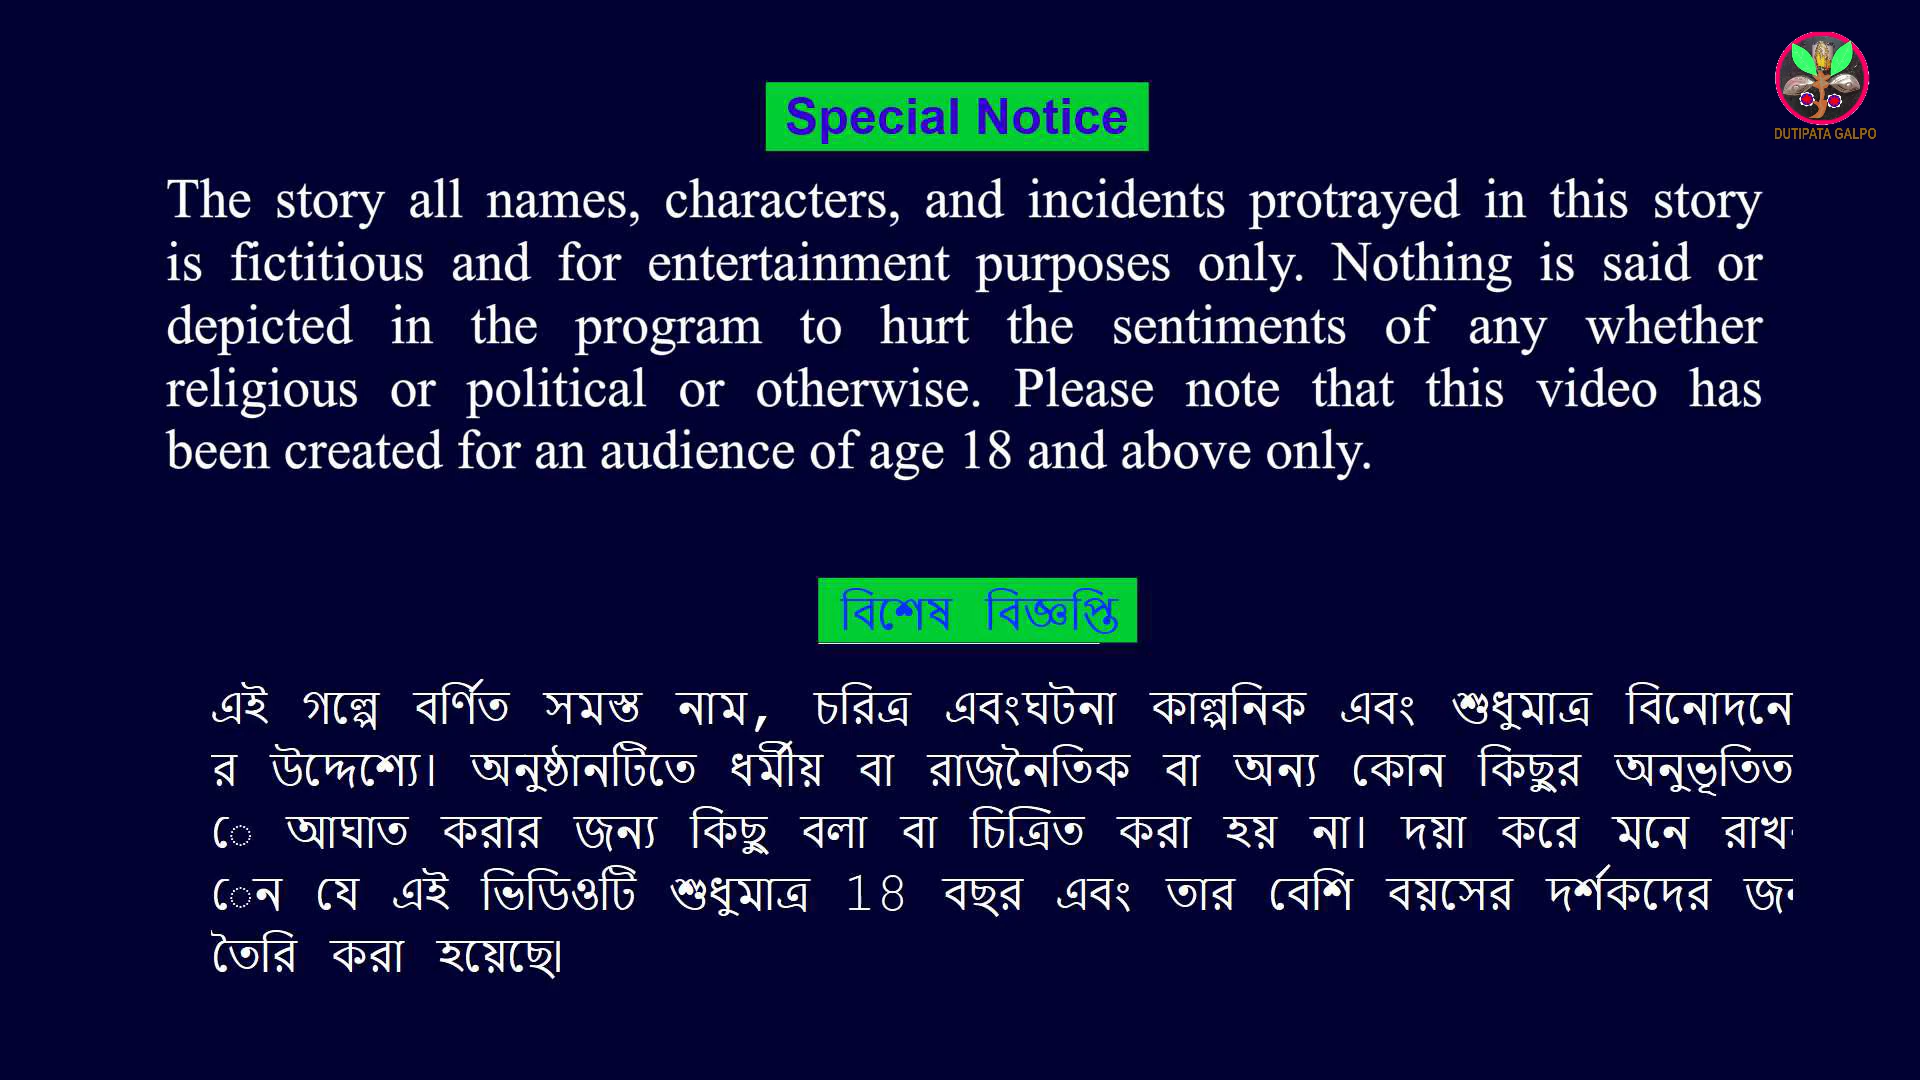 DUTIPATA GALPO
Special Notice
The story all names, characters, and incidents protrayed in this story
is fictitious and for entertainment purposes only. Nothing is said or
depicted in the program to hurt the sentiments of any whether
religious or political or otherwise. Please note that this video has
been created for an audience of age 18 and above only.
বিশেষ বিজ্ঞপ্তি
এই গল্পে বর্ণিত সমস্ত নাম, চরিত্র এবংঘটনা কাল্পনিক এবং শুধুমাত্র বিনোদনে
র উদ্দেশ্যে। অনুষ্ঠানটিতে ধর্মীয় বা রাজনৈতিক বা অন্য কোন কিছুর অনুভূতিত
ে আঘাত করার জন্য কিছু বলা বা চিত্রিত করা হয় না। দয়া করে মনে
েন যে এই ভিডিওটি শুধুমাত্র 18 বছর এবং তার বেশি বয়সের দর্শকদের
তৈরি করা হয়েছে।